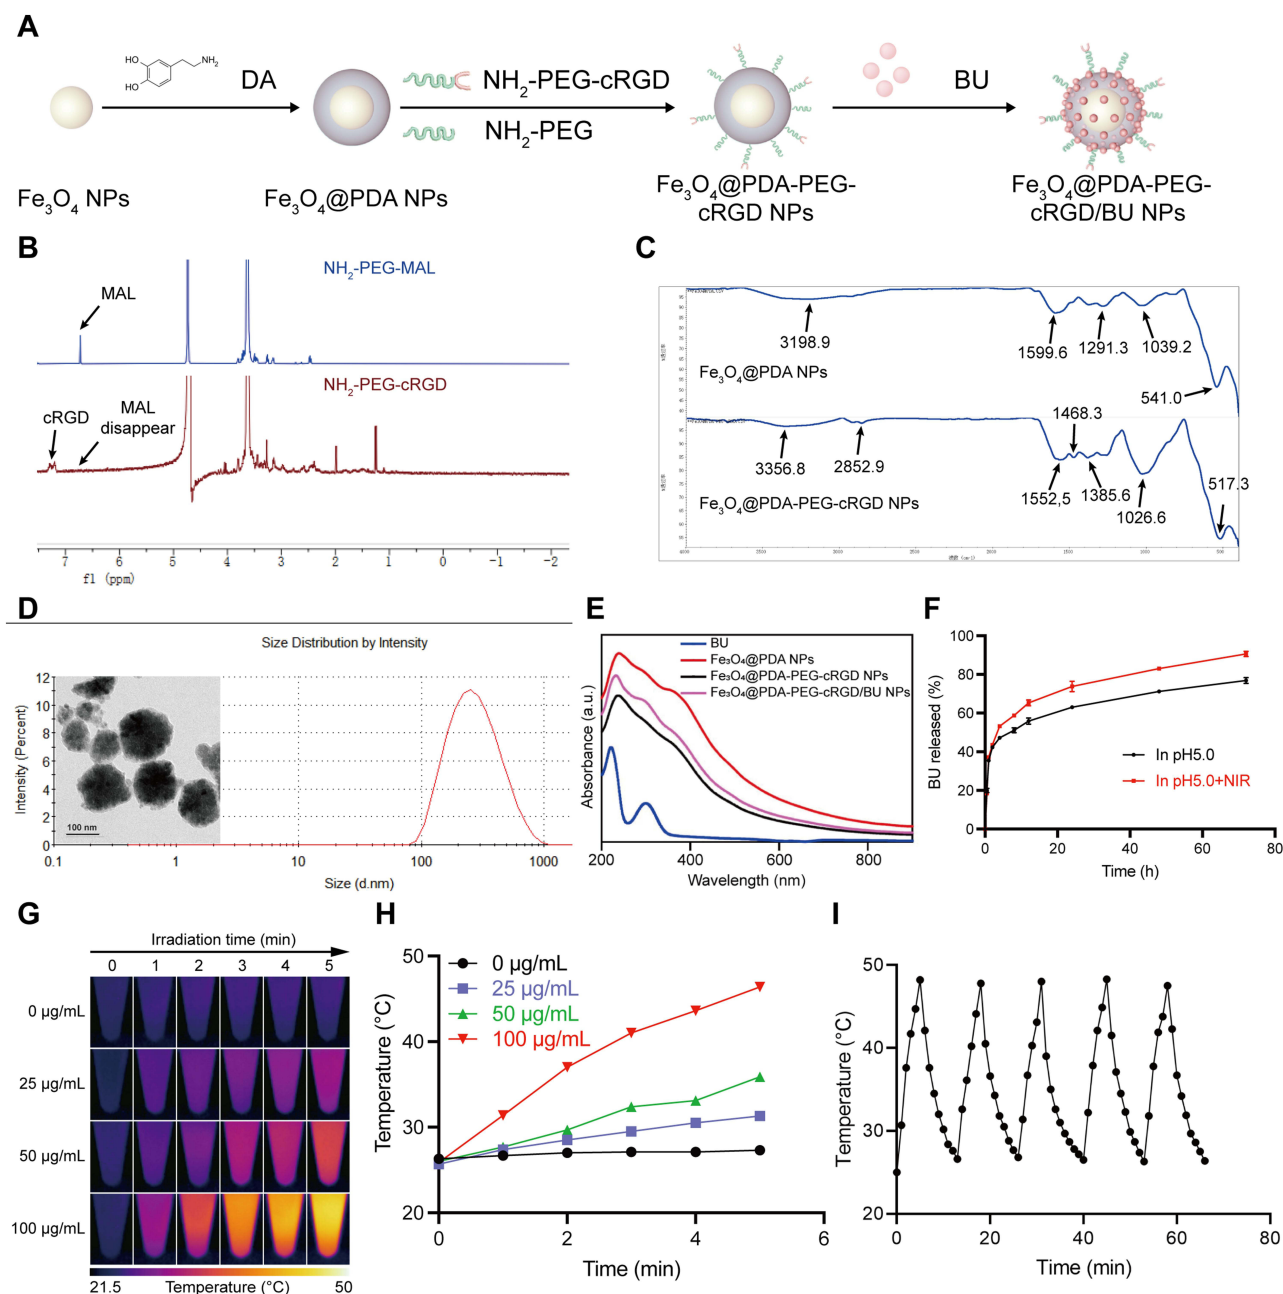 A
HO
HO
NH₂
DA
NH₂-PEG-cRGD
NH₂-PEG
BU
Fe₃O₄ NPs
Fe₃O₄@PDA NPs
Fe₃O₄@PDA-PEG-
cRGD NPs
Fe₃O₄@PDA-PEG-
cRGD/BU NPs
B
NH₂-PEG-MAL
MAL
NH₂-PEG-cRGD
cRGD
MAL
disappear
7 6 5 4 3 2 1 0 -1 -2
f1 (ppm)
C
3198.9
1599.6
1291.3
1039.2
541.0
Fe₃O₄@PDA NPs
1468.3
3356.8
2852.9
1552,5
1385.6
1026.6
517.3
Fe₃O₄@PDA-PEG-cRGD NPs
D
Size Distribution by Intensity
Intensity (Percent)
12
10
8
6
4
2
0
100 nm
0.1 1 10 100 1000
Size (d.nm)
E
Absorbance (a.u.)
BU
Fe₃O₄@PDA NPs
Fe₃O₄@PDA-PEG-cRGD NPs
Fe₃O₄@PDA-PEG-cRGD/BU NPs
200 400 600 800
Wavelength (nm)
F
BU released (%)
100
80
60
40
20
0
In pH5.0
In pH5.0+NIR
0 20 40 60 80
Time (h)
G
Irradiation time (min)
0 1 2 3 4 5
0 µg/mL
25 µg/mL
50 µg/mL
100 µg/mL
21.5 Temperature (°C) 50
H
Temperature (°C)
50
40
30
20
0 µg/mL
25 µg/mL
50 µg/mL
100 µg/mL
0 2 4 6
Time (min)
I
Temperature (°C)
50
40
30
20
0 20 40 60 80
Time (min)